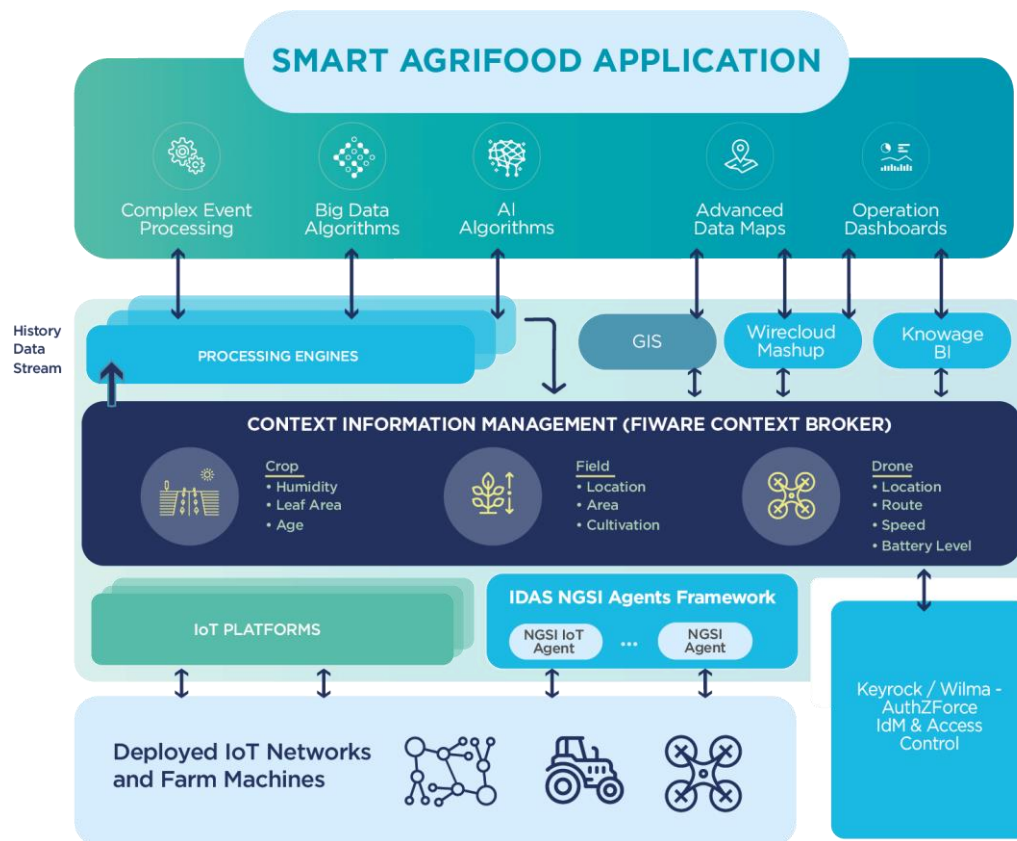 SMART AGRIFOOD APPLICATION
Complex Event
Processing
Big Data
Algorithms
AI
Algorithms
Advanced
Data Maps
Operation
Dashboards
History
Data
Stream
PROCESSING ENGINES
GIS
Wirecloud
Mashup
Knowage
BI
CONTEXT INFORMATION MANAGEMENT (FIWARE CONTEXT BROKER)
Crop
• Humidity
• Leaf Area
• Age
Field
• Location
• Area
• Cultivation
Drone
• Location
• Route
• Speed
• Battery Level
IoT PLATFORMS
IDAS NGSI Agents Framework
NGSI IoT
Agent
...
NGSI
Agent
Keyrock / Wilma -
AuthZForce
IdM & Access
Control
Deployed IoT Networks
and Farm Machines